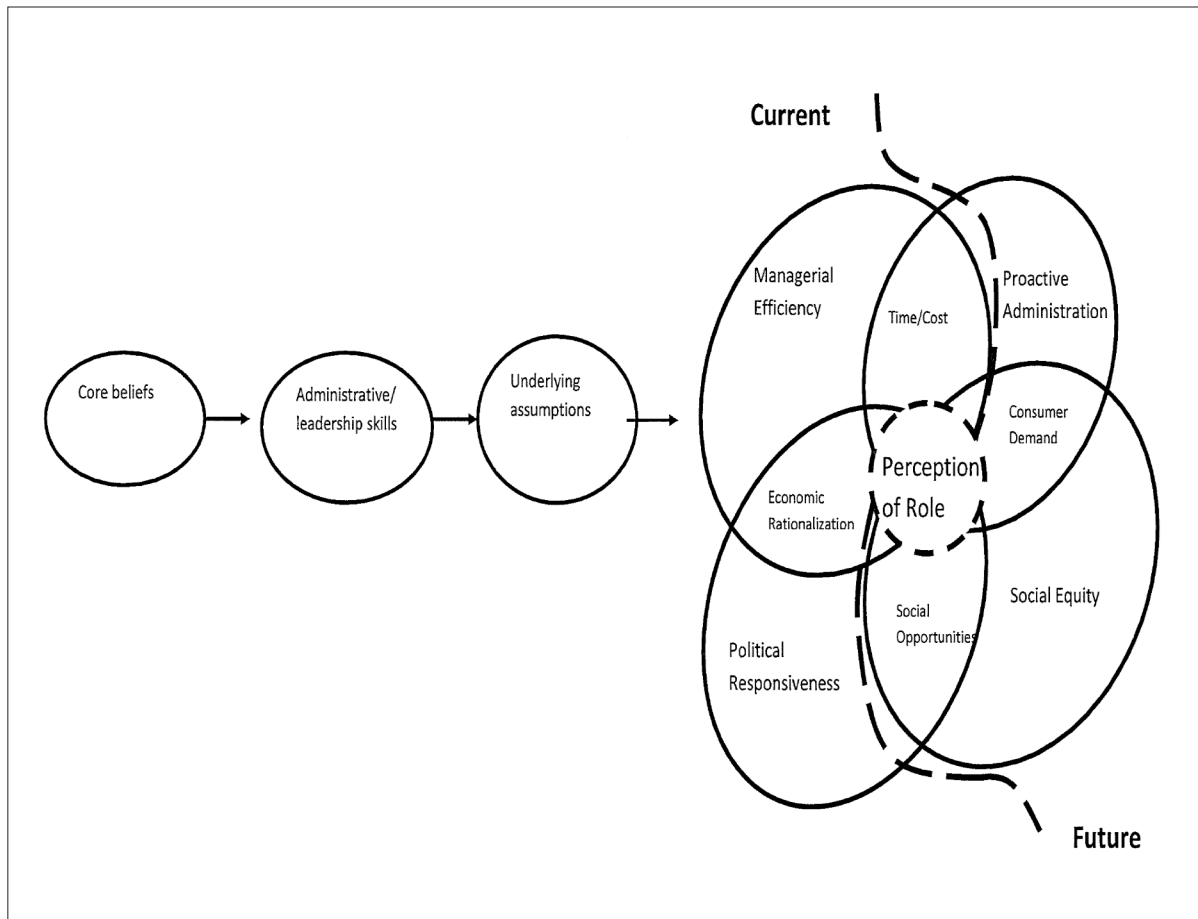 Current
Managerial
Efficiency
Time/Cost
Proactive
Administration
Core beliefs
Administrative/
leadership skills
Underlying
assumptions
Consumer
Demand
Perception
of Role
Economic
Rationalization
Social Equity
Social
Opportunities
Political
Responsiveness
Future